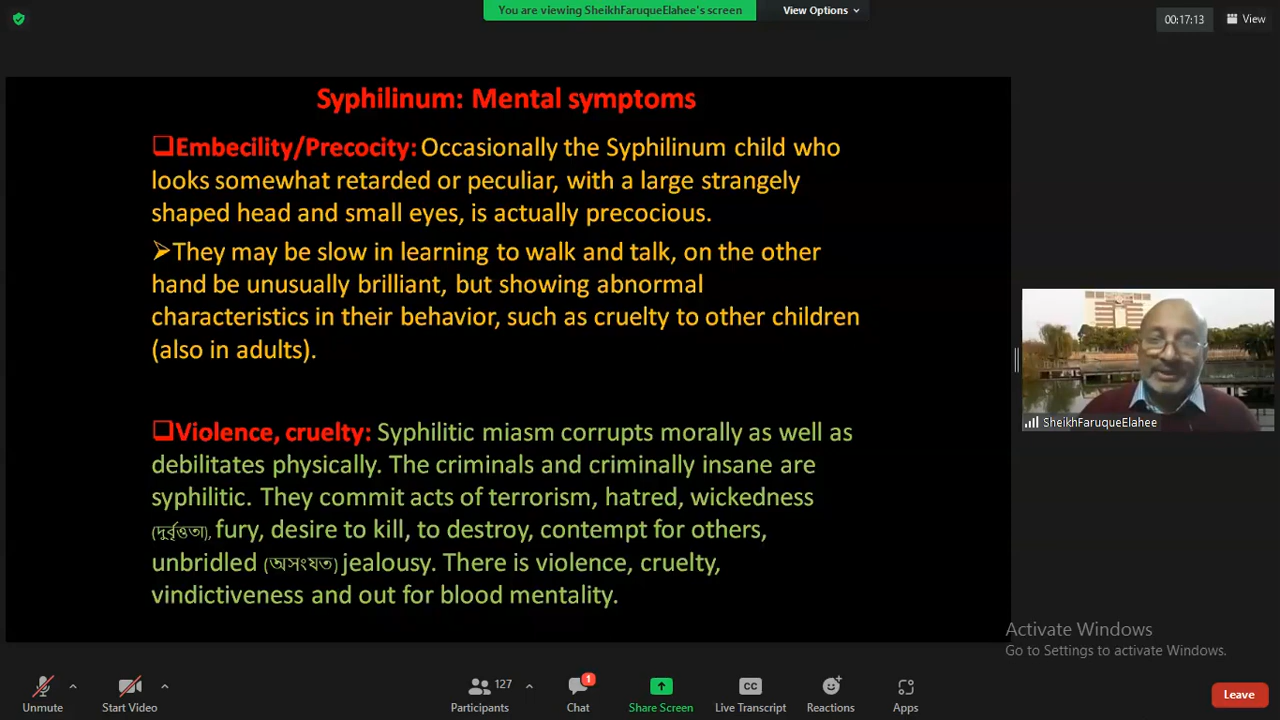 You are viewing SheikhFaruqueElahee's screen
View Options
00:17:13
View
Syphilinum: Mental symptoms
Embecility/Precocity: Occasionally the Syphilinum child who
looks somewhat retarded or peculiar, with a large strangely
shaped head and small eyes, is actually precocious.
They may be slow in learning to walk and talk, on the other
hand be unusually brilliant, but showing abnormal
characteristics in their behavior, such as cruelty to other children
(also in adults).
Violence, cruelty: Syphilitic miasm corrupts morally as well as
debilitates physically. The criminals and criminally insane are
syphilitic. They commit acts of terrorism, hatred, wickedness
(দুর্বৃত্ততা), fury, desire to kill, to destroy, contempt for others,
unbridled (অসংযত) jealousy. There is violence, cruelty,
vindictiveness and out for blood mentality.
SheikhFaruqueElahee
Activate Windows
Go to Settings to activate Windows.
Unmute
Start Video
127
Participants
1
Chat
Share Screen
CC
Live Transcript
Reactions
Apps
Leave